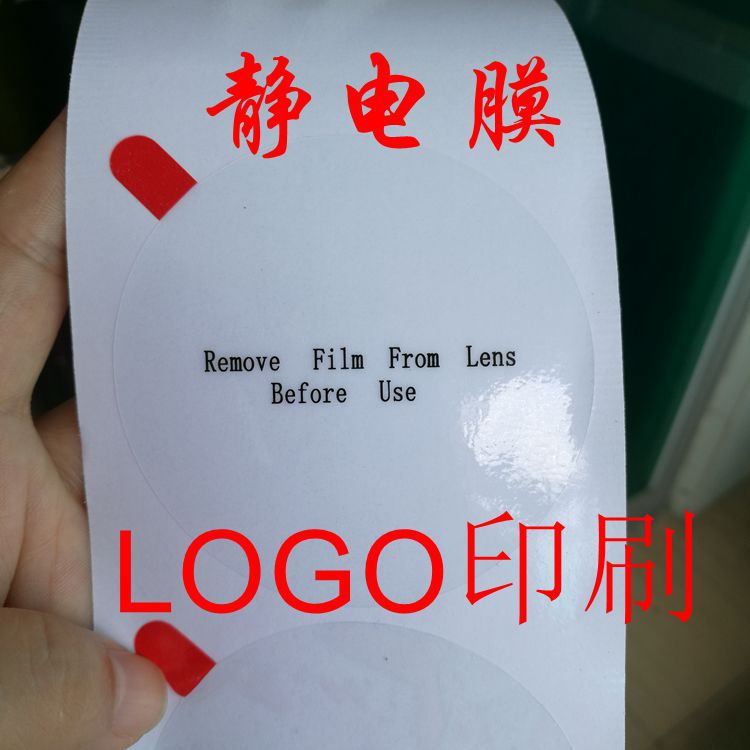 静电膜
Remove Film From Lens
Before Use
LOGO印刷